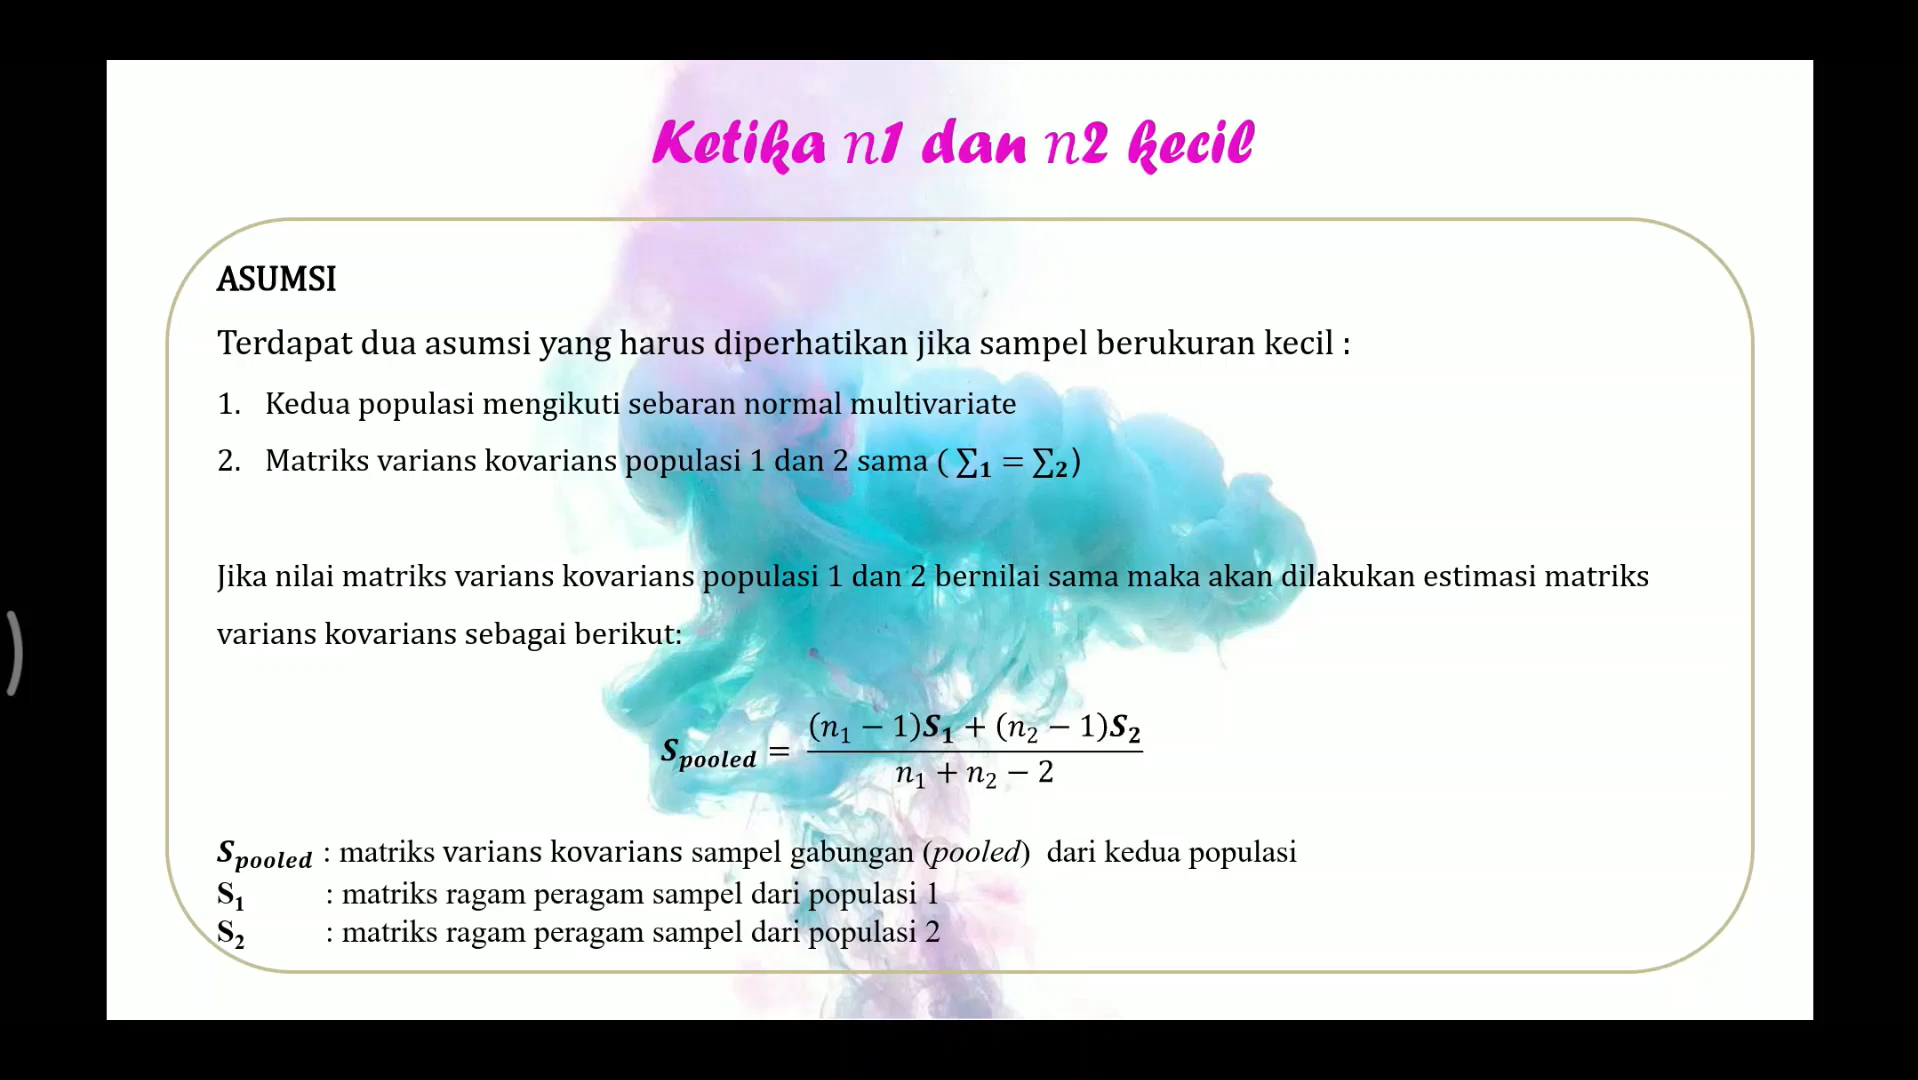 Ketika n1 dan n2 kecil
ASUMSI
Terdapat dua asumsi yang harus diperhatikan jika sampel berukuran kecil :
1. Kedua populasi mengikuti sebaran normal multivariate
2. Matriks varians kovarians populasi 1 dan 2 sama ( ∑₁ = ∑₂)
Jika nilai matriks varians kovarians populasi 1 dan 2 bernilai sama maka akan dilakukan estimasi matriks
varians kovarians sebagai berikut:
S_pooled = ((n₁ − 1)S₁ + (n₂ − 1)S₂) / (n₁ + n₂ − 2)
S_pooled : matriks varians kovarians sampel gabungan (pooled) dari kedua populasi
S₁ : matriks ragam peragam sampel dari populasi 1
S₂ : matriks ragam peragam sampel dari populasi 2